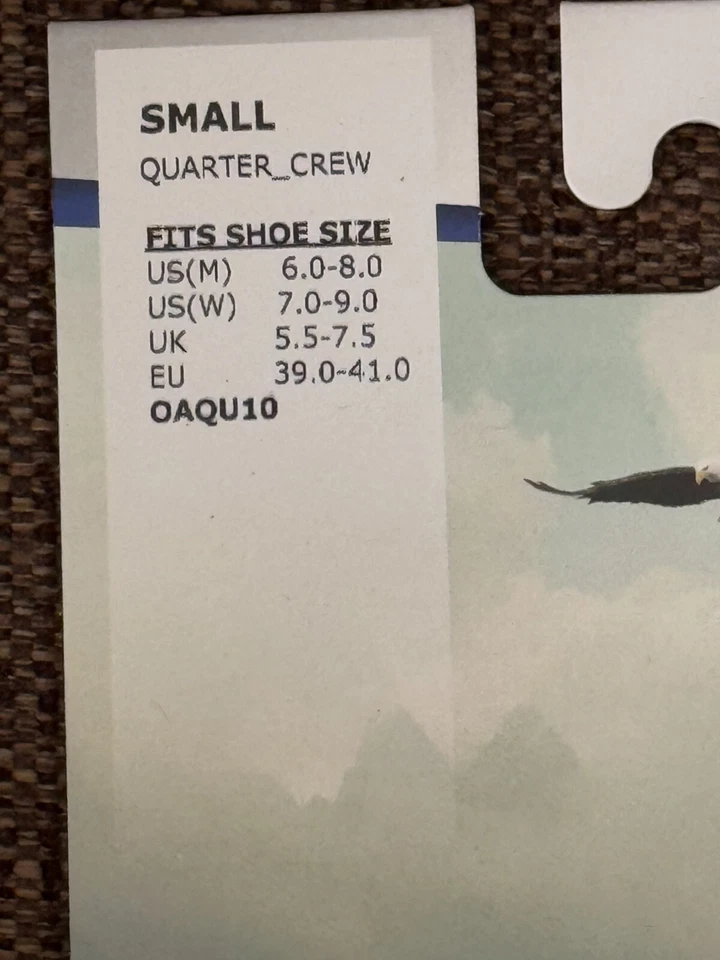 SMALL
QUARTER_CREW
FITS SHOE SIZE
US(M) 6.0-8.0
US(W) 7.0-9.0
UK 5.5-7.5
EU 39.0-41.0
OAQU10